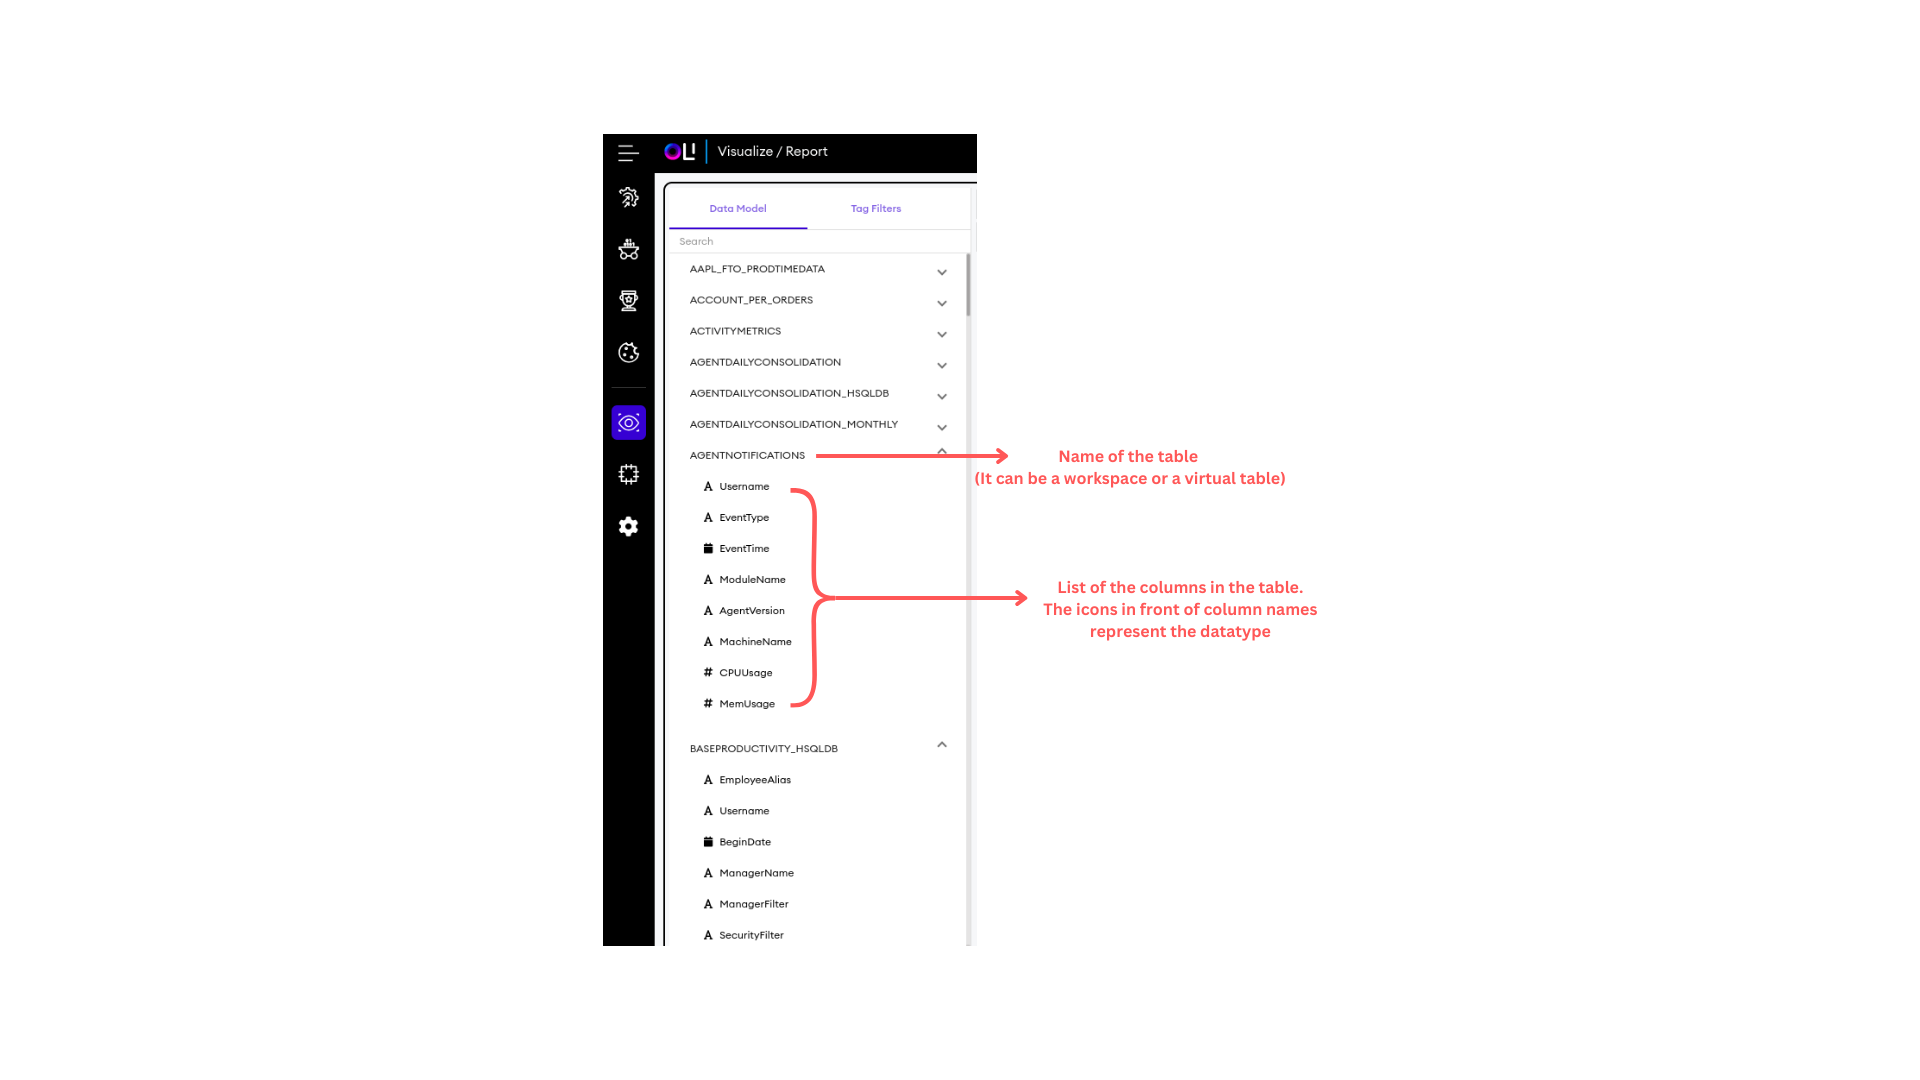 OLI
Visualize / Report
Data Model
Tag Filters
Search
AAPL_FTO_PRODTIMEDATA
ACCOUNT_PER_ORDERS
ACTIVITYMETRICS
AGENTDAILYCONSOLIDATION
AGENTDAILYCONSOLIDATION_HSQLDB
AGENTDAILYCONSOLIDATION_MONTHLY
AGENTNOTIFICATIONS
Name of the table
(It can be a workspace or a virtual table)
A Username
A EventType
EventTime
A ModuleName
A AgentVersion
A MachineName
# CPUUsage
# MemUsage
List of the columns in the table.
The icons in front of column names
represent the datatype
BASEPRODUCTIVITY_HSQLDB
A EmployeeAlias
A Username
BeginDate
A ManagerName
A ManagerFilter
A SecurityFilter